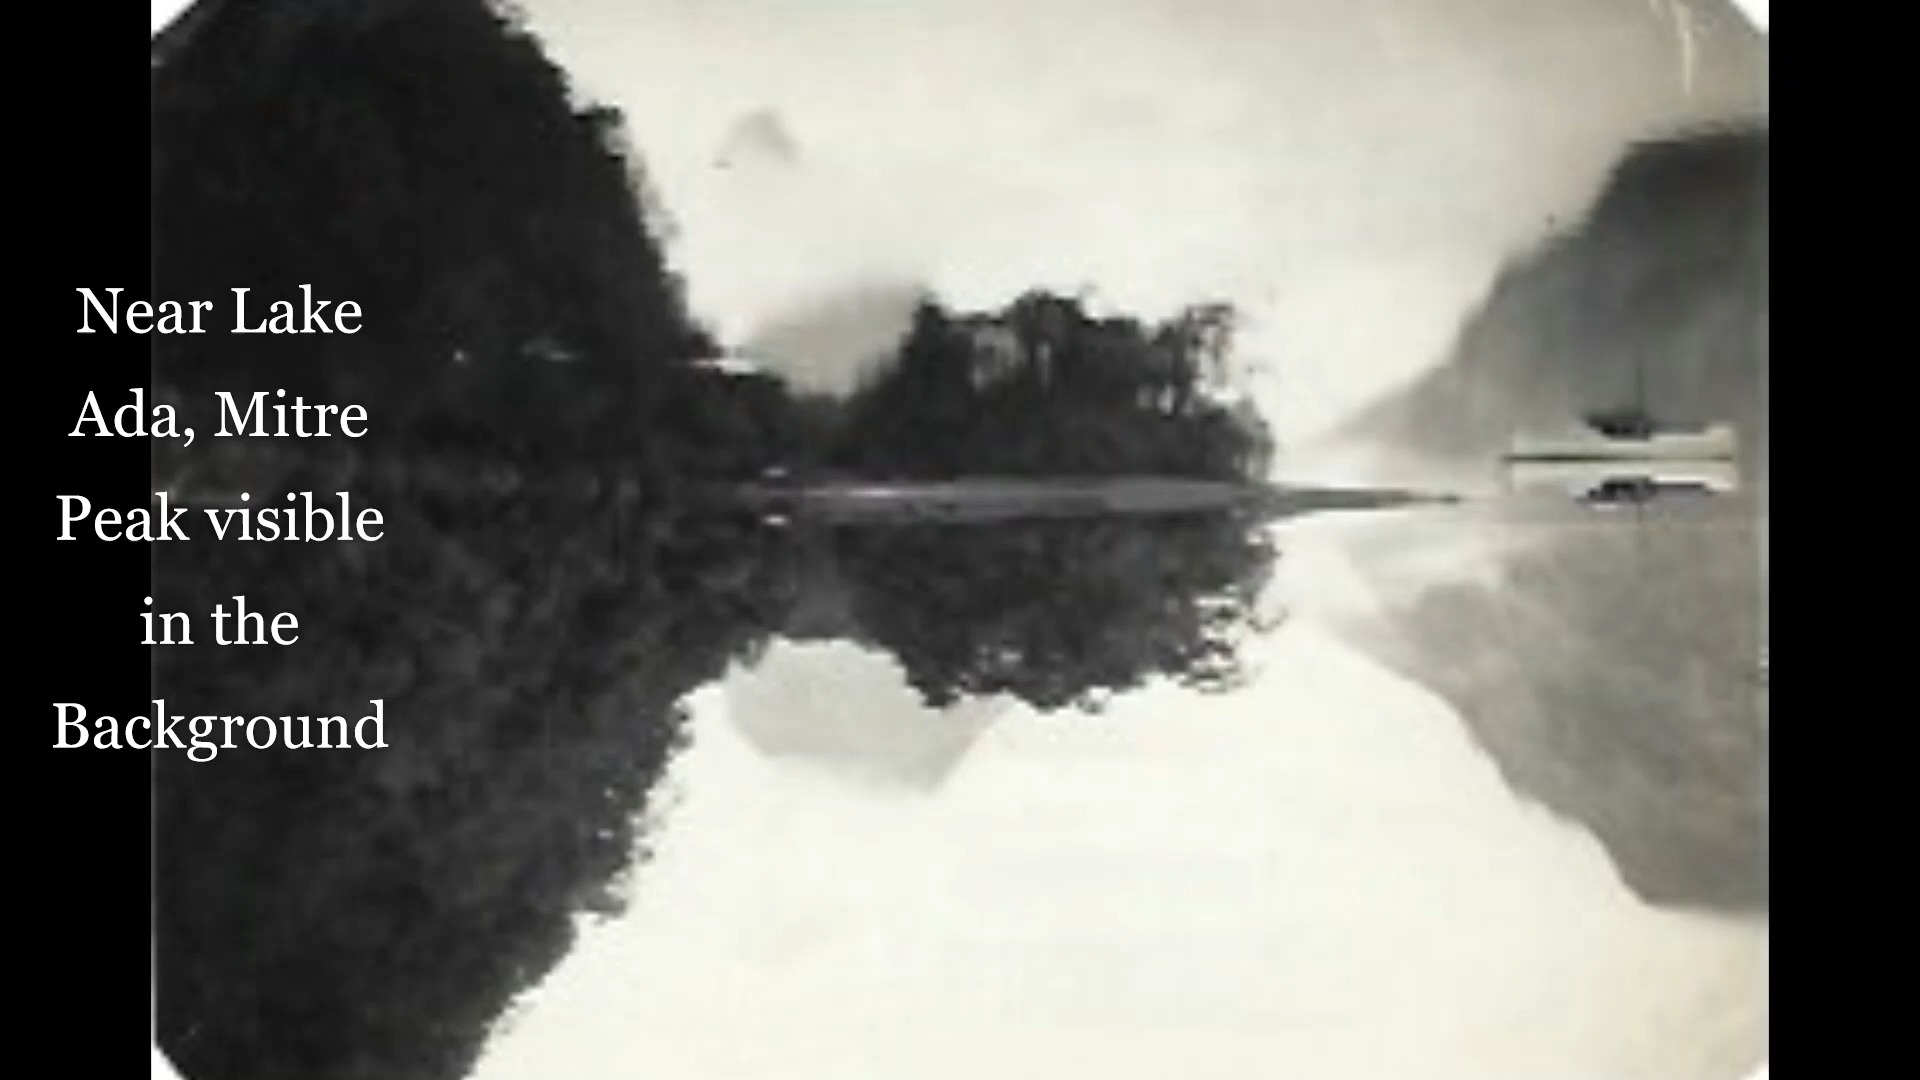 Near Lake
Ada, Mitre
Peak visible
in the
Background